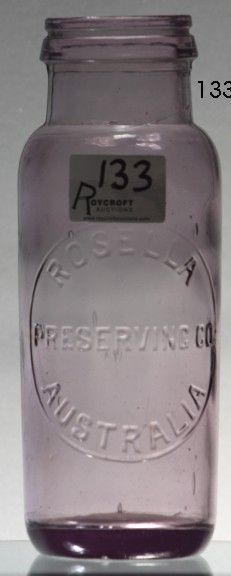 133
133
ROYCROFT
AUCTIONS
ROSELLA
PRESERVING CO
AUSTRALIA